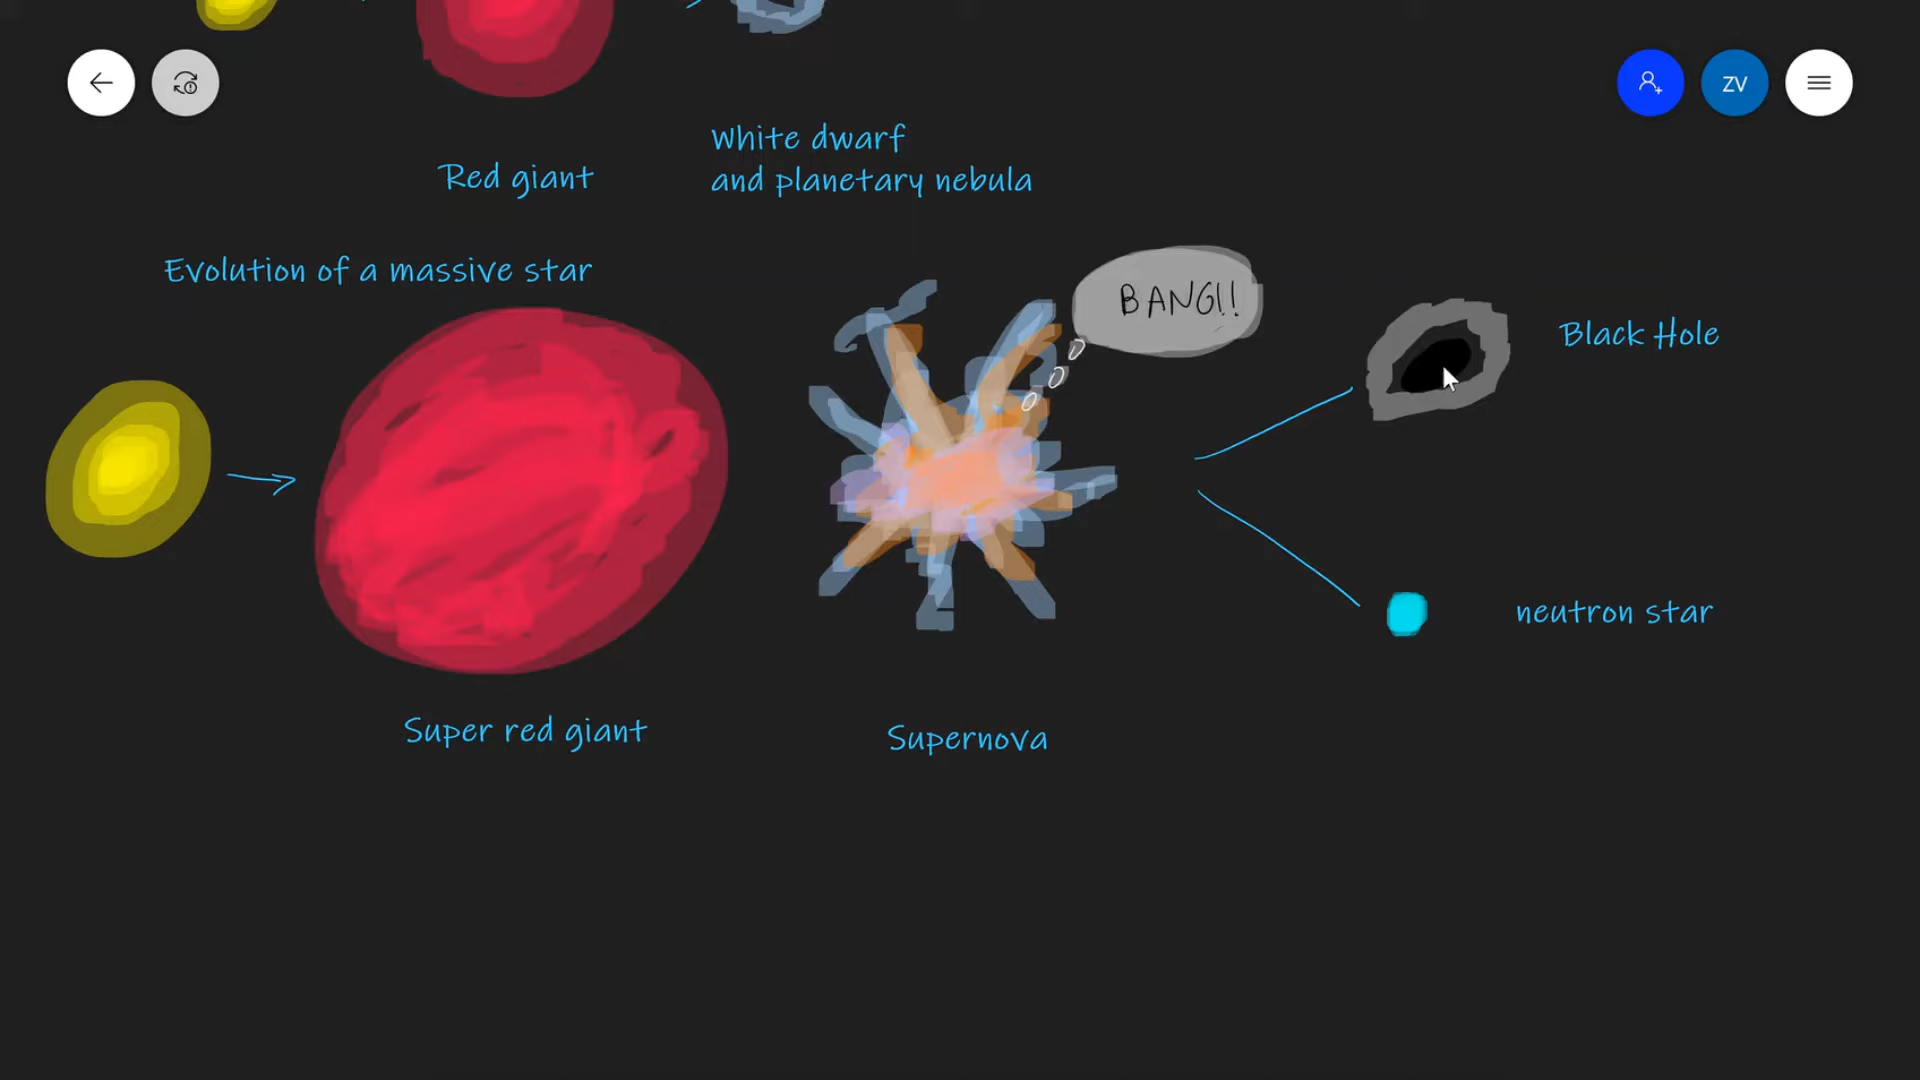 ZV
White dwarf
and planetary nebula
Red giant
Evolution of a massive star
BANG!!
Black Hole
neutron star
Super red giant
Supernova